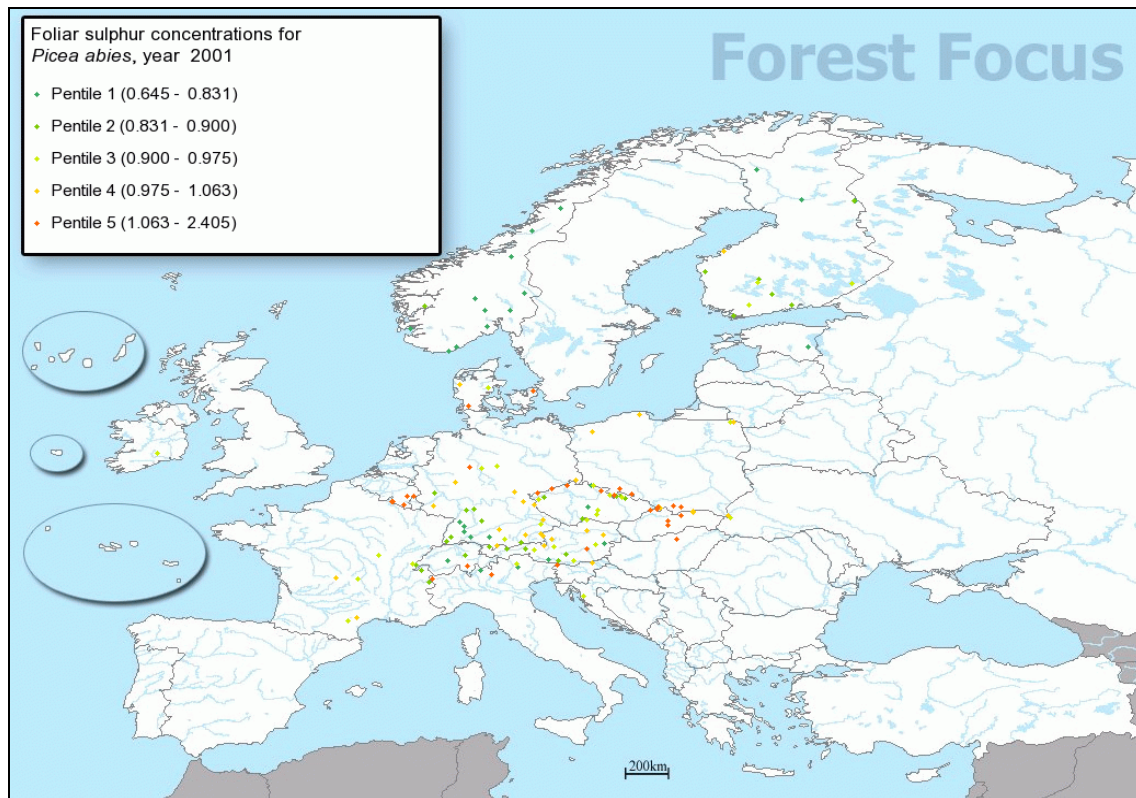 Foliar sulphur concentrations for
Picea abies, year 2001
Forest Focus
Pentile 1 (0.645 - 0.831)
Pentile 2 (0.831 - 0.900)
Pentile 3 (0.900 - 0.975)
Pentile 4 (0.975 - 1.063)
Pentile 5 (1.063 - 2.405)
200km